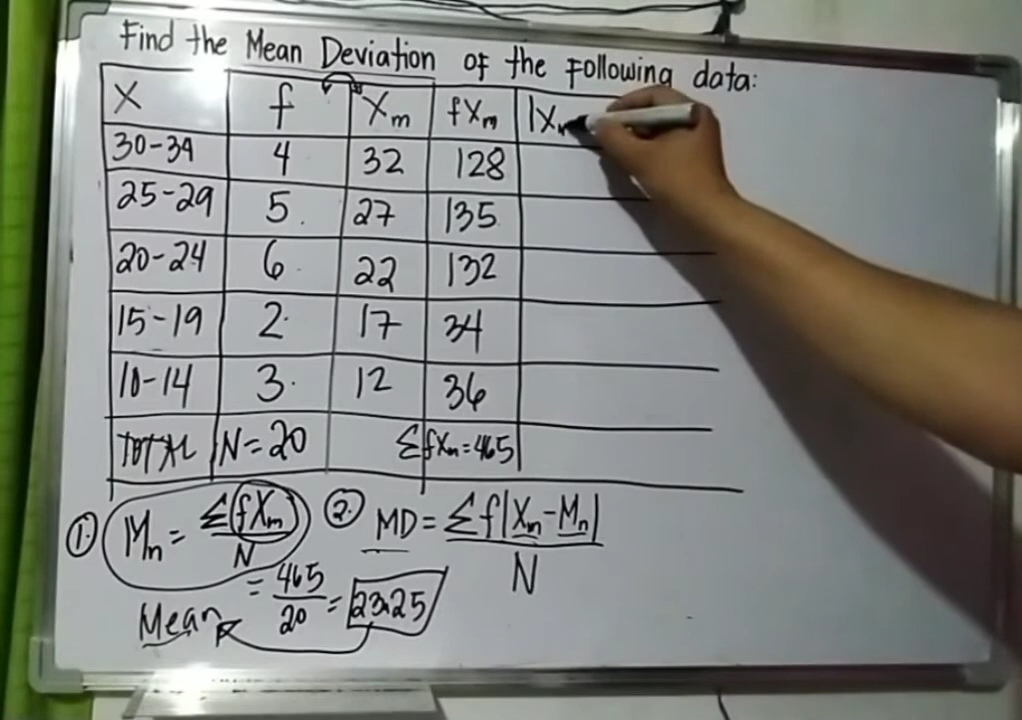 Find the Mean Deviation of the Following data:
X f Xm fXm |Xm
30-34 4 32 128
25-29 5 27 135
20-24 6 22 132
15-19 2 17 34
10-14 3 12 36
TOTAL N=20 ΣfXm=465
1. Mn = Σ(fXm)/N 2. MD = Σf|Xm-Mn|/N
= 465/20 = 23.25
Mean